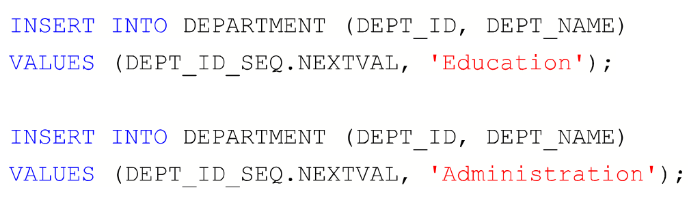 INSERT INTO DEPARTMENT (DEPT_ID, DEPT_NAME)
VALUES (DEPT_ID_SEQ.NEXTVAL, 'Education');
INSERT INTO DEPARTMENT (DEPT_ID, DEPT_NAME)
VALUES (DEPT_ID_SEQ.NEXTVAL, 'Administration');